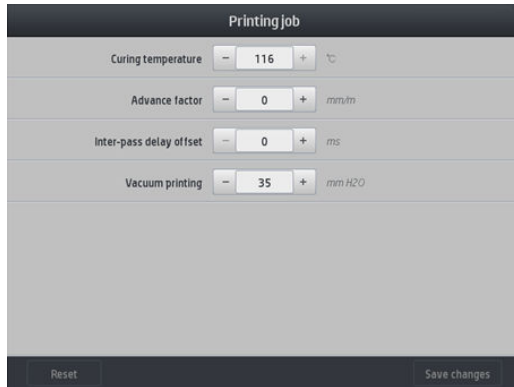 Printing job
Curing temperature − 116 + °C
Advance factor − 0 + mm/m
Inter-pass delay offset − 0 + ms
Vacuum printing − 35 + mm H2O
Reset Save changes